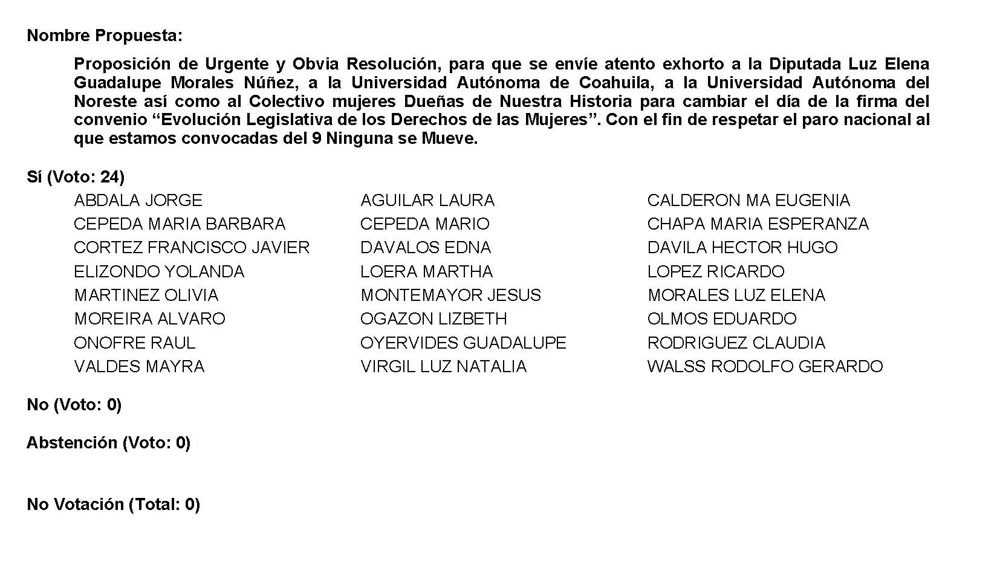 Nombre Propuesta:
Proposición de Urgente y Obvia Resolución, para que se envíe atento exhorto a la Diputada Luz Elena
Guadalupe Morales Núñez, a la Universidad Autónoma de Coahuila, a la Universidad Autónoma del
Noreste así como al Colectivo mujeres Dueñas de Nuestra Historia para cambiar el día de la firma del
convenio “Evolución Legislativa de los Derechos de las Mujeres”. Con el fin de respetar el paro nacional al
que estamos convocadas del 9 Ninguna se Mueve.
Sí (Voto: 24)
ABDALA JORGE AGUILAR LAURA CALDERON MA EUGENIA
CEPEDA MARIA BARBARA CEPEDA MARIO CHAPA MARIA ESPERANZA
CORTEZ FRANCISCO JAVIER DAVALOS EDNA DAVILA HECTOR HUGO
ELIZONDO YOLANDA LOERA MARTHA LOPEZ RICARDO
MARTINEZ OLIVIA MONTEMAYOR JESUS MORALES LUZ ELENA
MOREIRA ALVARO OGAZON LIZBETH OLMOS EDUARDO
ONOFRE RAUL OYERVIDES GUADALUPE RODRIGUEZ CLAUDIA
VALDES MAYRA VIRGIL LUZ NATALIA WALSS RODOLFO GERARDO
No (Voto: 0)
Abstención (Voto: 0)
No Votación (Total: 0)